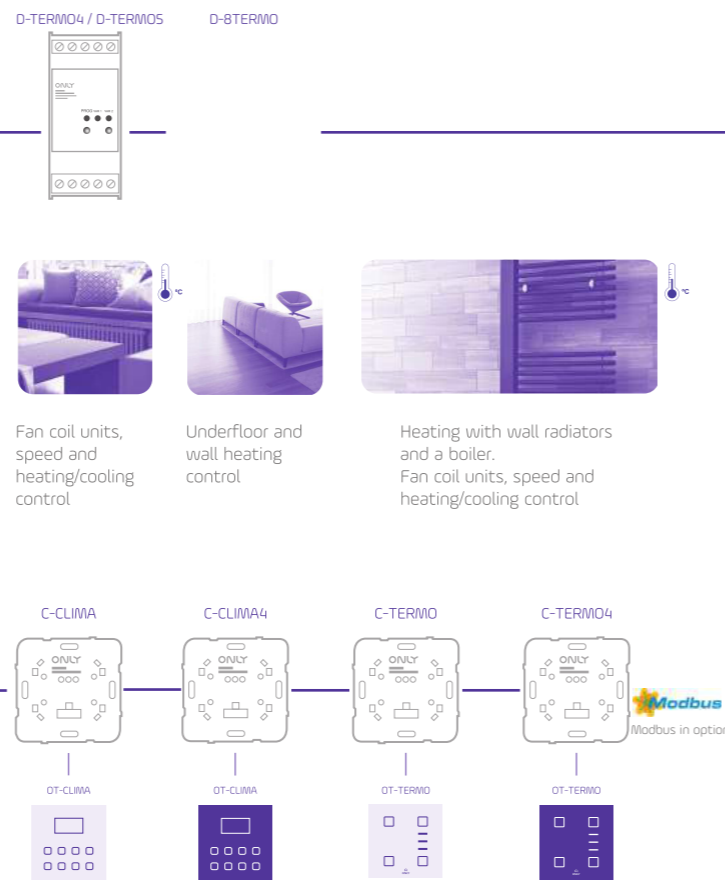 D-TERMO4 / D-TERMO5
D-8TERMO
ONLY
PROG
°C
°C
Fan coil units,
speed and
heating/cooling
control
Underfloor and
wall heating
control
Heating with wall radiators
and a boiler.
Fan coil units, speed and
heating/cooling control
C-CLIMA
C-CLIMA4
C-TERMO
C-TERMO4
ONLY
ONLY
ONLY
ONLY
Modbus
Modbus in option
OT-CLIMA
OT-CLIMA
OT-TERMO
OT-TERMO